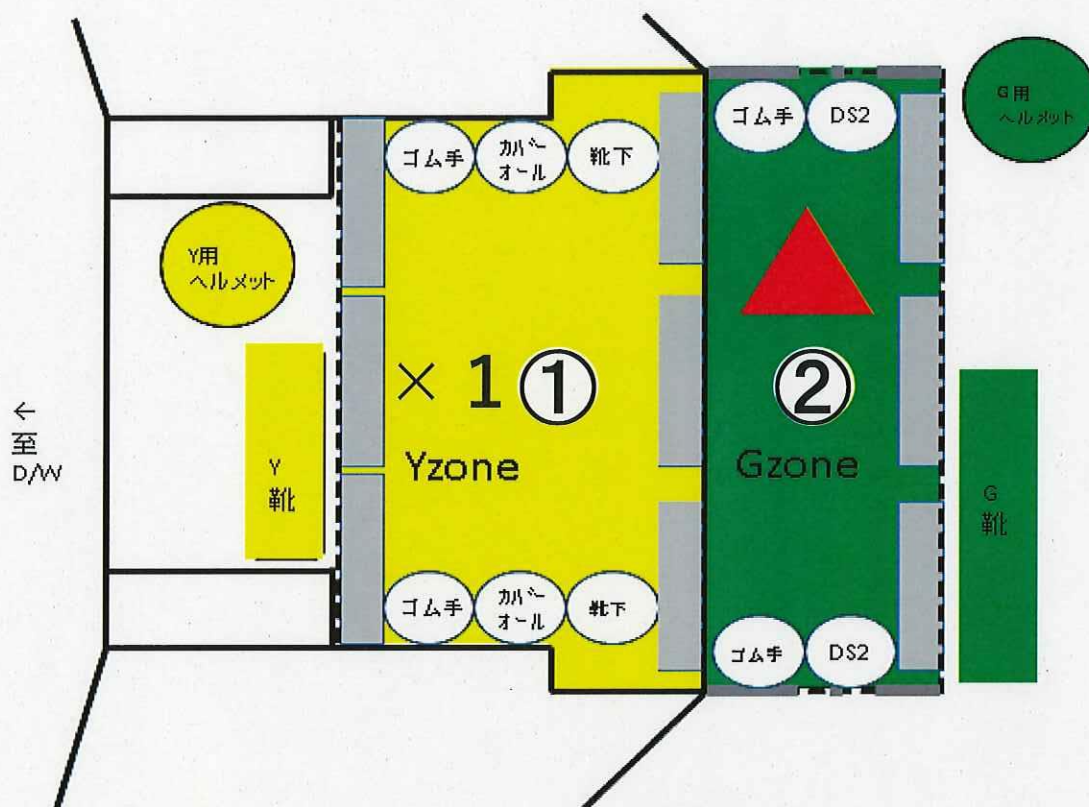 ゴム手
DS2
G用
ヘルメット
ゴム手
カバー
オール
靴下
Y用
ヘルメット
× 1 ①
②
←
至
D/W
Y
靴
Yzone
Gzone
G
靴
ゴム手
カバー
オール
靴下
ゴム手
DS2